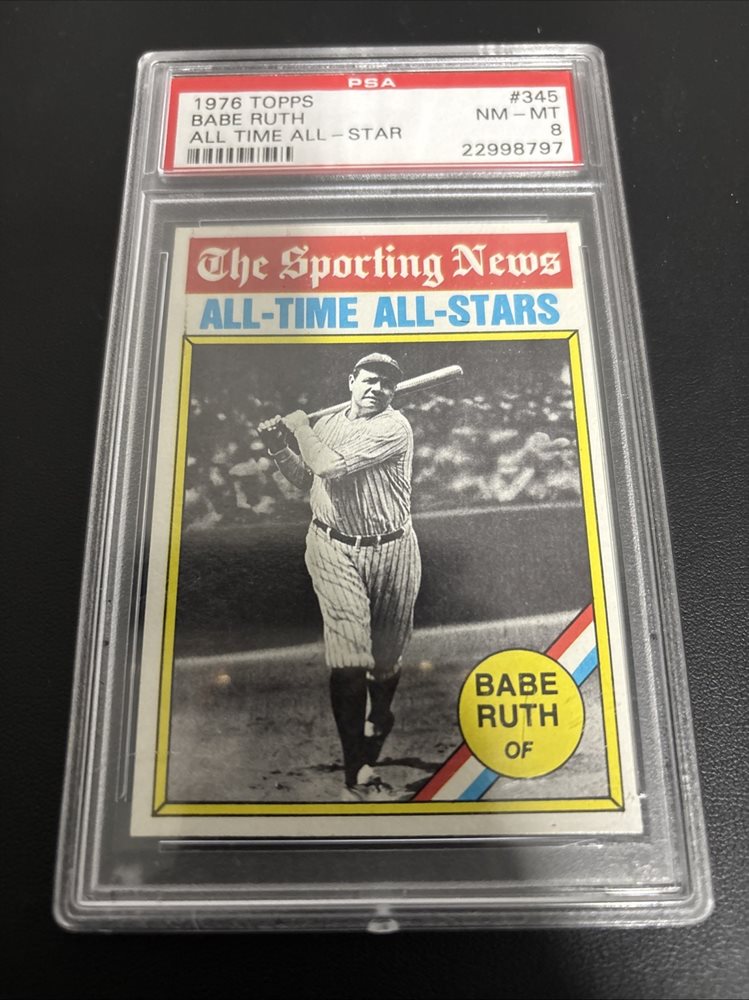 PSA
1976 TOPPS #345
BABE RUTH NM - MT
ALL TIME ALL - STAR 8
22998797
The Sporting News
ALL-TIME ALL-STARS
BABE
RUTH
OF